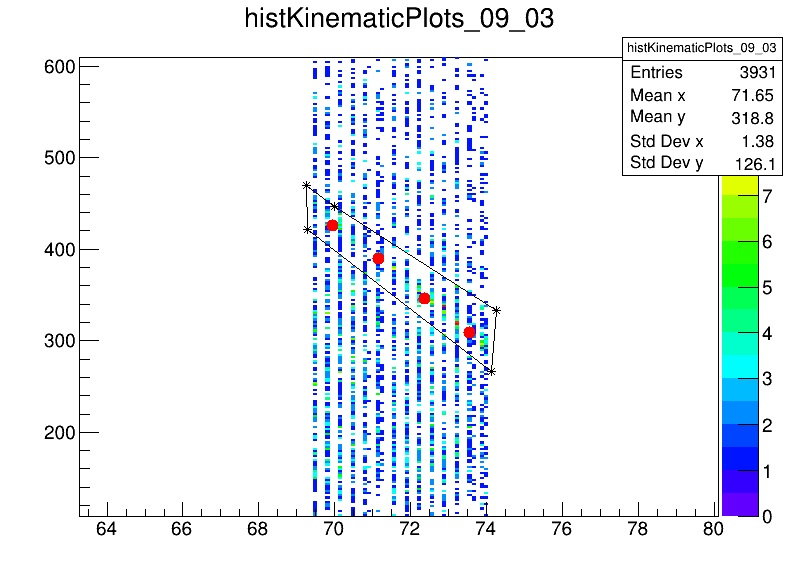 histKinematicPlots_09_03
histKinematicPlots_09_03
Entries 3931
Mean x 71.65
Mean y 318.8
Std Dev x 1.38
Std Dev y 126.1
600
500
400
300
200
7
6
5
4
3
2
1
0
64 66 68 70 72 74 76 78 80